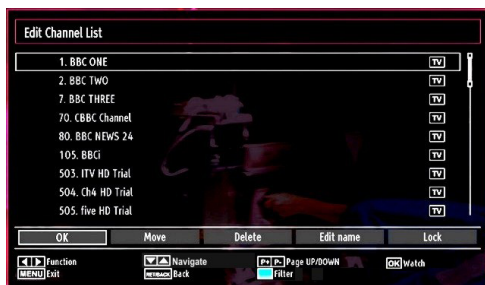 Edit Channel List
1. BBC ONE TV
2. BBC TWO TV
7. BBC THREE TV
70. CBBC Channel TV
80. BBC NEWS 24 TV
105. BBCi TV
503. ITV HD Trial TV
504. Ch4 HD Trial TV
505. five HD Trial TV
OK Move Delete Edit name Lock
Function Navigate P+ P- Page UP/DOWN OK Watch
MENU Exit RET/BACK Back Filter